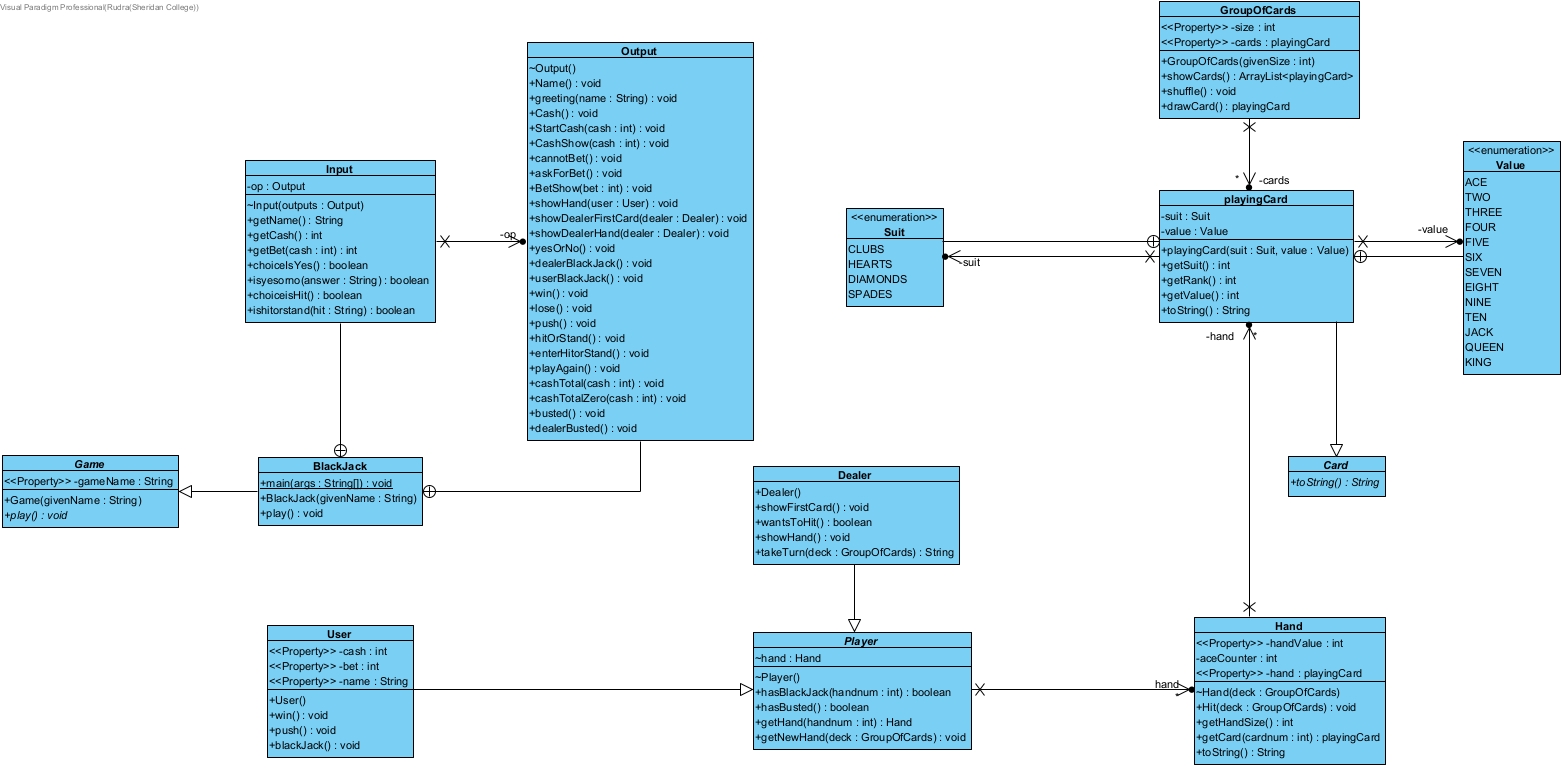 Visual Paradigm Professional(Rudra(Sheridan College))
GroupOfCards
<<Property>> -size : int
<<Property>> -cards : playingCard
+GroupOfCards(givenSize : int)
+showCards() : ArrayList<playingCard>
+shuffle() : void
+drawCard() : playingCard
*
-cards
Output
~Output()
+Name() : void
+greeting(name : String) : void
+Cash() : void
+StartCash(cash : int) : void
+CashShow(cash : int) : void
+cannotBet() : void
+askForBet() : void
+BetShow(bet : int) : void
+showHand(user : User) : void
+showDealerFirstCard(dealer : Dealer) : void
+showDealerHand(dealer : Dealer) : void
+yesOrNo() : void
+dealerBlackJack() : void
+userBlackJack() : void
+win() : void
+lose() : void
+push() : void
+hitOrStand() : void
+enterHitorStand() : void
+playAgain() : void
+cashTotal(cash : int) : void
+cashTotalZero(cash : int) : void
+busted() : void
+dealerBusted() : void
Input
-op : Output
~Input(outputs : Output)
+getName() : String
+getCash() : int
+getBet(cash : int) : int
+choiceIsYes() : boolean
+isyesorno(answer : String) : boolean
+choiceisHit() : boolean
+ishitorstand(hit : String) : boolean
-op
<<enumeration>>
Suit
CLUBS
HEARTS
DIAMONDS
SPADES
-suit
playingCard
-suit : Suit
-value : Value
+playingCard(suit : Suit, value : Value)
+getSuit() : int
+getRank() : int
+getValue() : int
+toString() : String
-value
<<enumeration>>
Value
ACE
TWO
THREE
FOUR
FIVE
SIX
SEVEN
EIGHT
NINE
TEN
JACK
QUEEN
KING
-hand
*
Game
<<Property>> -gameName : String
+Game(givenName : String)
+play() : void
BlackJack
+main(args : String[]) : void
+BlackJack(givenName : String)
+play() : void
Dealer
+Dealer()
+showFirstCard() : void
+wantsToHit() : boolean
+showHand() : void
+takeTurn(deck : GroupOfCards) : String
Card
+toString() : String
User
<<Property>> -cash : int
<<Property>> -bet : int
<<Property>> -name : String
+User()
+win() : void
+push() : void
+blackJack() : void
Player
~hand : Hand
~Player()
+hasBlackJack(handnum : int) : boolean
+hasBusted() : boolean
+getHand(handnum : int) : Hand
+getNewHand(deck : GroupOfCards) : void
hand
*
Hand
<<Property>> -handValue : int
-aceCounter : int
<<Property>> -hand : playingCard
~Hand(deck : GroupOfCards)
+Hit(deck : GroupOfCards) : void
+getHandSize() : int
+getCard(cardnum : int) : playingCard
+toString() : String